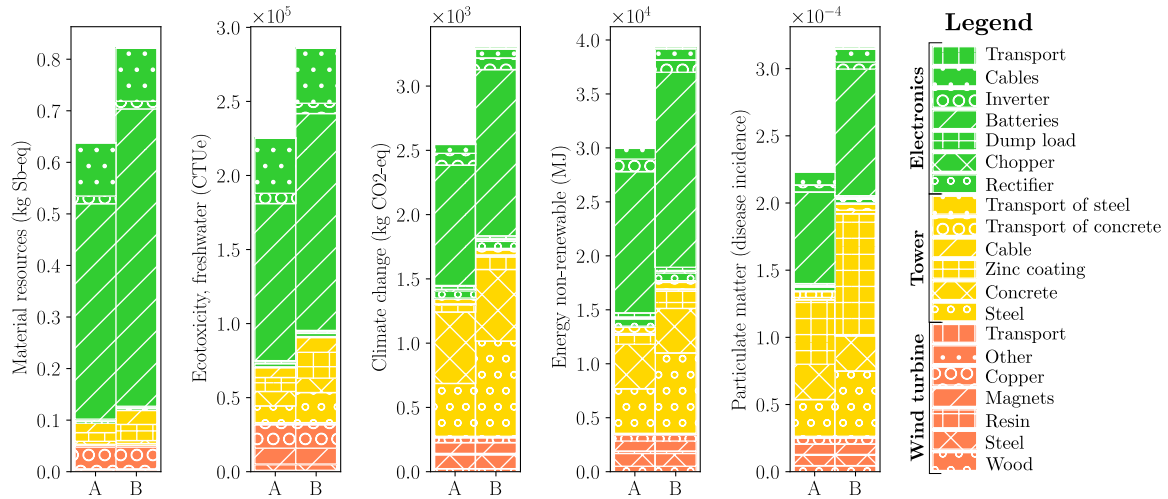 Material resources (kg Sb-eq)
0.8
0.7
0.6
0.5
0.4
0.3
0.2
0.1
0.0
A B
×10⁵
Ecotoxicity, freshwater (CTUe)
3.0
2.5
2.0
1.5
1.0
0.5
0.0
A B
×10³
Climate change (kg CO2-eq)
3.0
2.5
2.0
1.5
1.0
0.5
0.0
A B
×10⁴
Energy non-renewable (MJ)
4.0
3.5
3.0
2.5
2.0
1.5
1.0
0.5
0.0
A B
×10⁻⁴
Particulate matter (disease incidence)
3.0
2.5
2.0
1.5
1.0
0.5
0.0
A B
Legend
Electronics
Transport
Cables
Inverter
Batteries
Dump load
Chopper
Rectifier
Tower
Transport of steel
Transport of concrete
Cable
Zinc coating
Concrete
Steel
Wind turbine
Transport
Other
Copper
Magnets
Resin
Steel
Wood